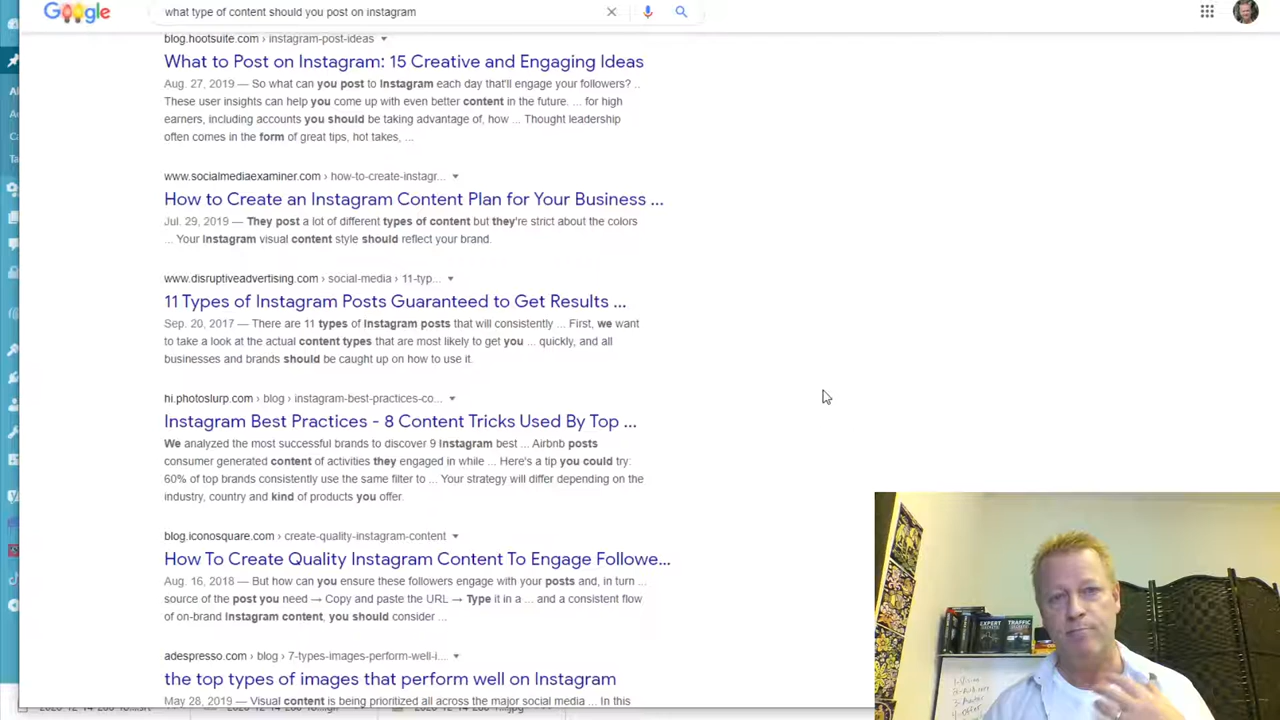 Google
what type of content should you post on instagram
blog.hootsuite.com › instagram-post-ideas
What to Post on Instagram: 15 Creative and Engaging Ideas
Aug. 27, 2019 — So what can you post to Instagram each day that'll engage your followers? ..
These user insights can help you come up with even better content in the future. ... for high
earners, including accounts you should be taking advantage of, how ... Thought leadership
often comes in the form of great tips, hot takes, ...
www.socialmediaexaminer.com › how-to-create-instagr...
How to Create an Instagram Content Plan for Your Business ...
Jul. 29, 2019 — They post a lot of different types of content but they're strict about the colors
... Your Instagram visual content style should reflect your brand.
www.disruptiveadvertising.com › social-media › 11-typ...
11 Types of Instagram Posts Guaranteed to Get Results ...
Sep. 20, 2017 — There are 11 types of Instagram posts that will consistently ... First, we want
to take a look at the actual content types that are most likely to get you ... quickly, and all
businesses and brands should be caught up on how to use it.
hi.photoslurp.com › blog › instagram-best-practices-co...
Instagram Best Practices - 8 Content Tricks Used By Top ...
We analyzed the most successful brands to discover 9 Instagram best ... Airbnb posts
consumer generated content of activities they engaged in while ... Here's a tip you could try:
60% of top brands consistently use the same filter to ... Your strategy will differ depending on the
industry, country and kind of products you offer.
blog.iconosquare.com › create-quality-instagram-content
How To Create Quality Instagram Content To Engage Followe...
Aug. 16, 2018 — But how can you ensure these followers engage with your posts and, in turn ...
source of the post you need → Copy and paste the URL → Type it in a ... and a consistent flow
of on-brand Instagram content, you should consider ...
adespresso.com › blog › 7-types-images-perform-well-i...
the top types of images that perform well on Instagram
May 28, 2019 — Visual content is being prioritized all across the major social media ... In this
EXPERT
SECRETS
TRAFFIC
SECRETS